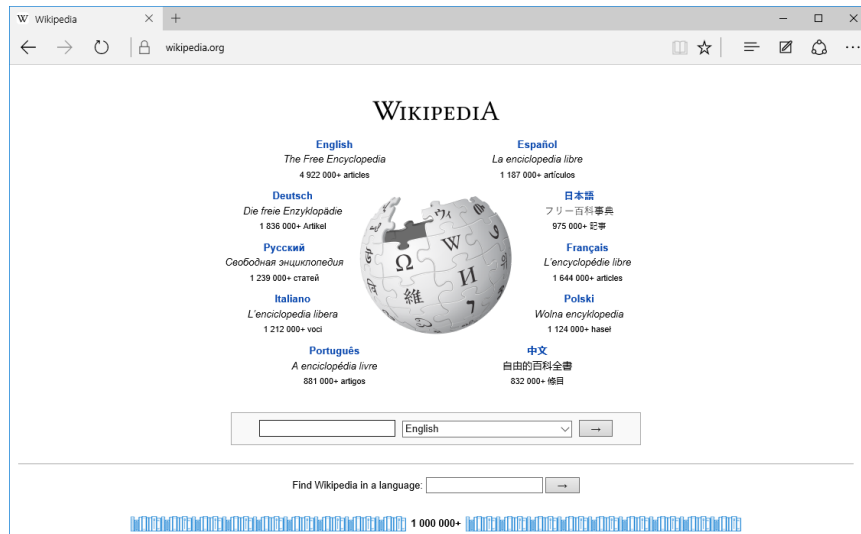 W Wikipedia
wikipedia.org
WIKIPEDIA
English
The Free Encyclopedia
4 922 000+ articles
Español
La enciclopedia libre
1 187 000+ artículos
Deutsch
Die freie Enzyklopädie
1 836 000+ Artikel
日本語
フリー百科事典
975 000+ 記事
Русский
Свободная энциклопедия
1 239 000+ статей
Français
L'encyclopédie libre
1 644 000+ articles
Italiano
L'enciclopedia libera
1 212 000+ voci
Polski
Wolna encyklopedia
1 124 000+ haseł
Português
A enciclopédia livre
881 000+ artigos
中文
自由的百科全書
832 000+ 條目
Ω W И 維 7
English
Find Wikipedia in a language:
1 000 000+